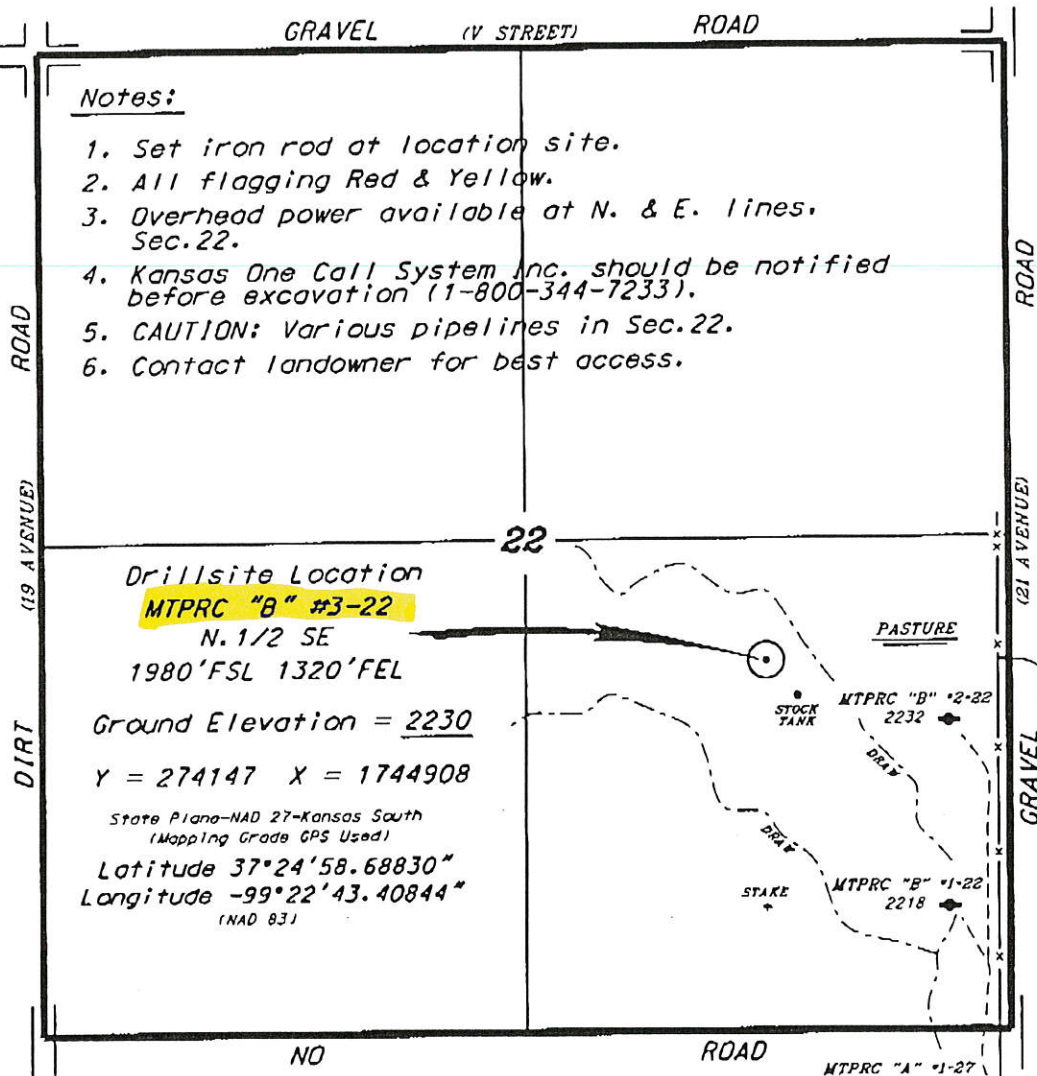 GRAVEL (V STREET) ROAD
Notes:
1. Set iron rod at location site.
2. All flagging Red & Yellow.
3. Overhead power available at N. & E. lines,
Sec.22.
4. Kansas One Call System Inc. should be notified
before excavation (1-800-344-7233).
5. CAUTION: Various pipelines in Sec.22.
6. Contact landowner for best access.
ROAD
(19 AVENUE)
DIRT
ROAD
(21 AVENUE)
GRAVEL
22
Drillsite Location
MTPRC "B" #3-22
N. 1/2 SE
1980'FSL 1320'FEL
Ground Elevation = 2230
Y = 274147 X = 1744908
State Plane-NAD 27-Kansas South
(Mapping Grade GPS Used)
Latitude 37°24'58.68830"
Longitude -99°22'43.40844"
(NAD 83)
PASTURE
STOCK
TANK
MTPRC "B" #2-22
2232
DRAW
DRAW
STAKE
MTPRC "B" #1-22
2218
NO ROAD
MTPRC "A" #1-27